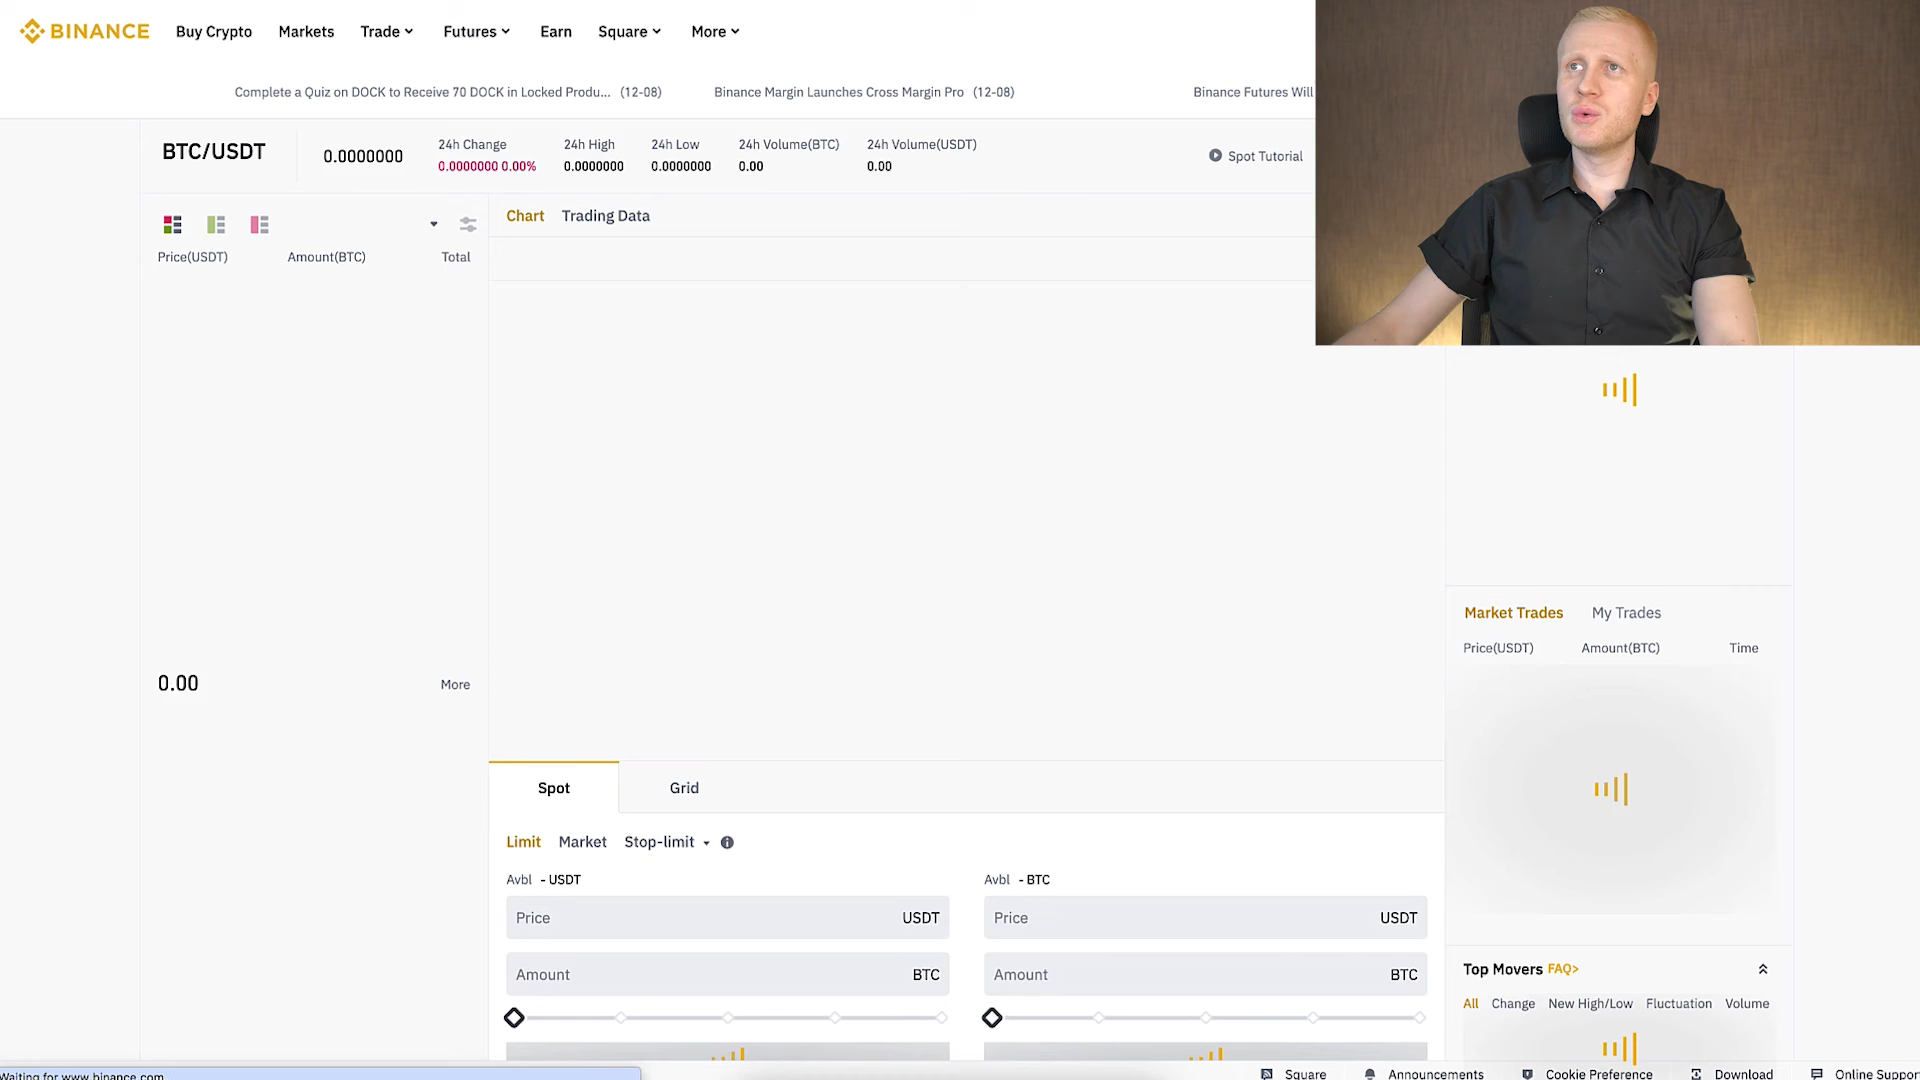 BINANCE
Buy Crypto
Markets
Trade
Futures
Earn
Square
More
Complete a Quiz on DOCK to Receive 70 DOCK in Locked Produ... (12-08)
Binance Margin Launches Cross Margin Pro (12-08)
Binance Futures Will
BTC/USDT
0.0000000
24h Change
0.0000000 0.00%
24h High
0.0000000
24h Low
0.0000000
24h Volume(BTC)
0.00
24h Volume(USDT)
0.00
Spot Tutorial
Price(USDT)
Amount(BTC)
Total
0.00
More
Chart
Trading Data
Spot
Grid
Limit
Market
Stop-limit
Avbl - USDT
Price USDT
Amount BTC
Avbl - BTC
Price USDT
Amount BTC
Market Trades
My Trades
Price(USDT)
Amount(BTC)
Time
Top Movers FAQ>
All
Change
New High/Low
Fluctuation
Volume
Waiting for www.binance.com
Square
Announcements
Cookie Preference
Download
Online Support